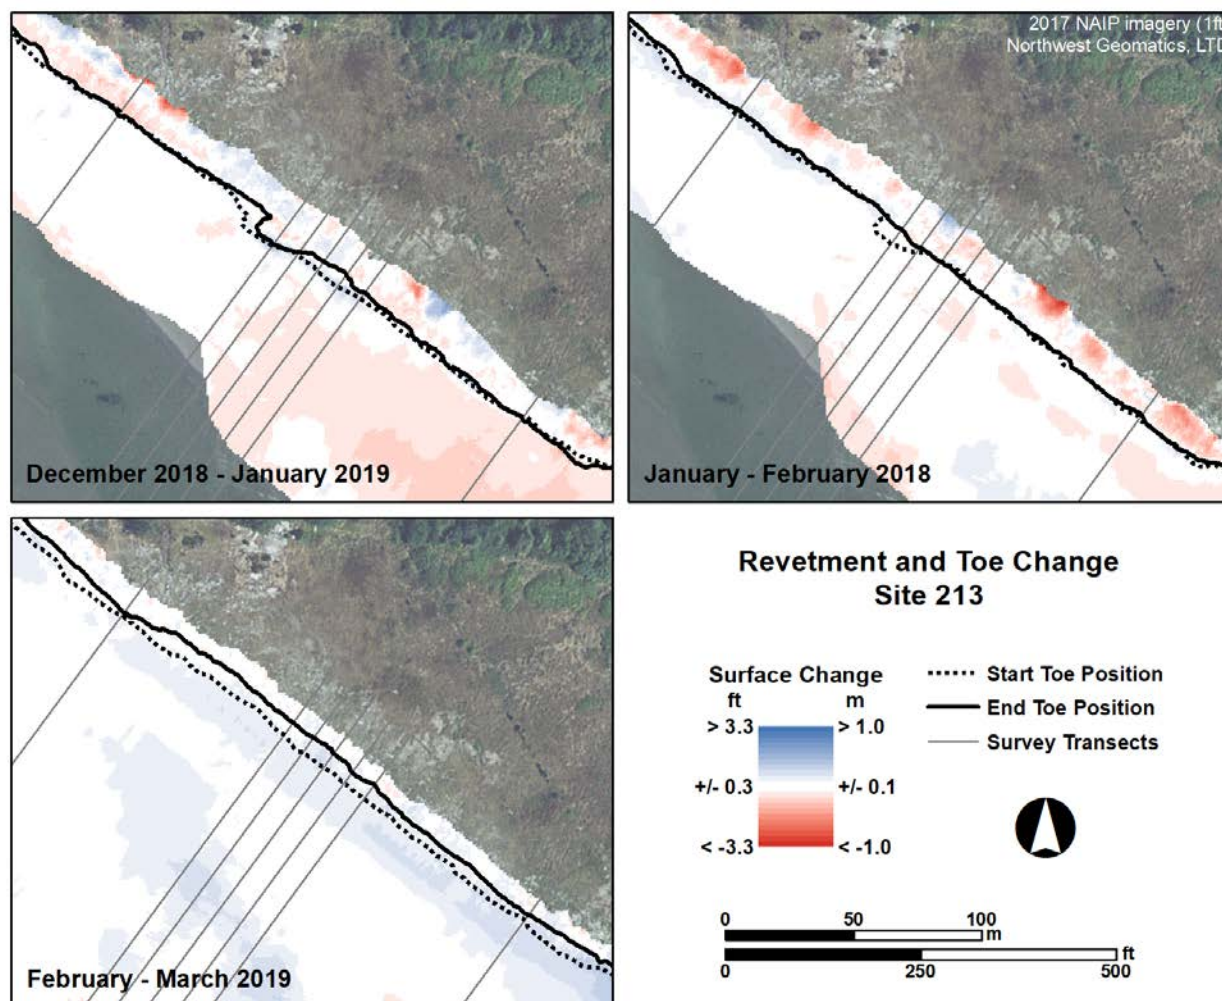 2017 NAIP imagery (1ft
Northwest Geomatics, LTD
December 2018 - January 2019
January - February 2018
February - March 2019
Revetment and Toe Change
Site 213
Surface Change
ft m
> 3.3 > 1.0
+/- 0.3 +/- 0.1
< -3.3 < -1.0
Start Toe Position
End Toe Position
Survey Transects
0 50 100
m
ft
0 250 500